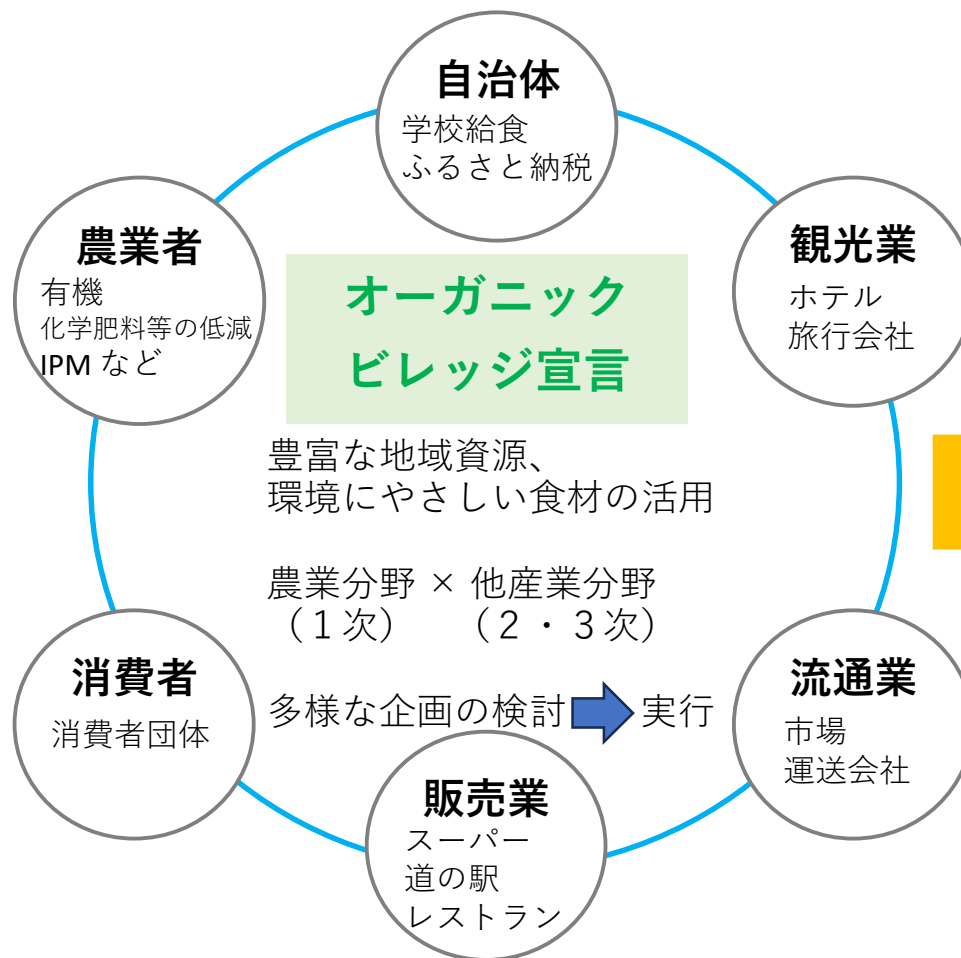 自治体
学校給食
ふるさと納税
農業者
有機
化学肥料等の低減
IPM など
観光業
ホテル
旅行会社
オーガニック
ビレッジ宣言
豊富な地域資源、
環境にやさしい食材の活用
農業分野 × 他産業分野
（１次）　（２・３次）
多様な企画の検討 実行
消費者
消費者団体
流通業
市場
運送会社
販売業
スーパー
道の駅
レストラン